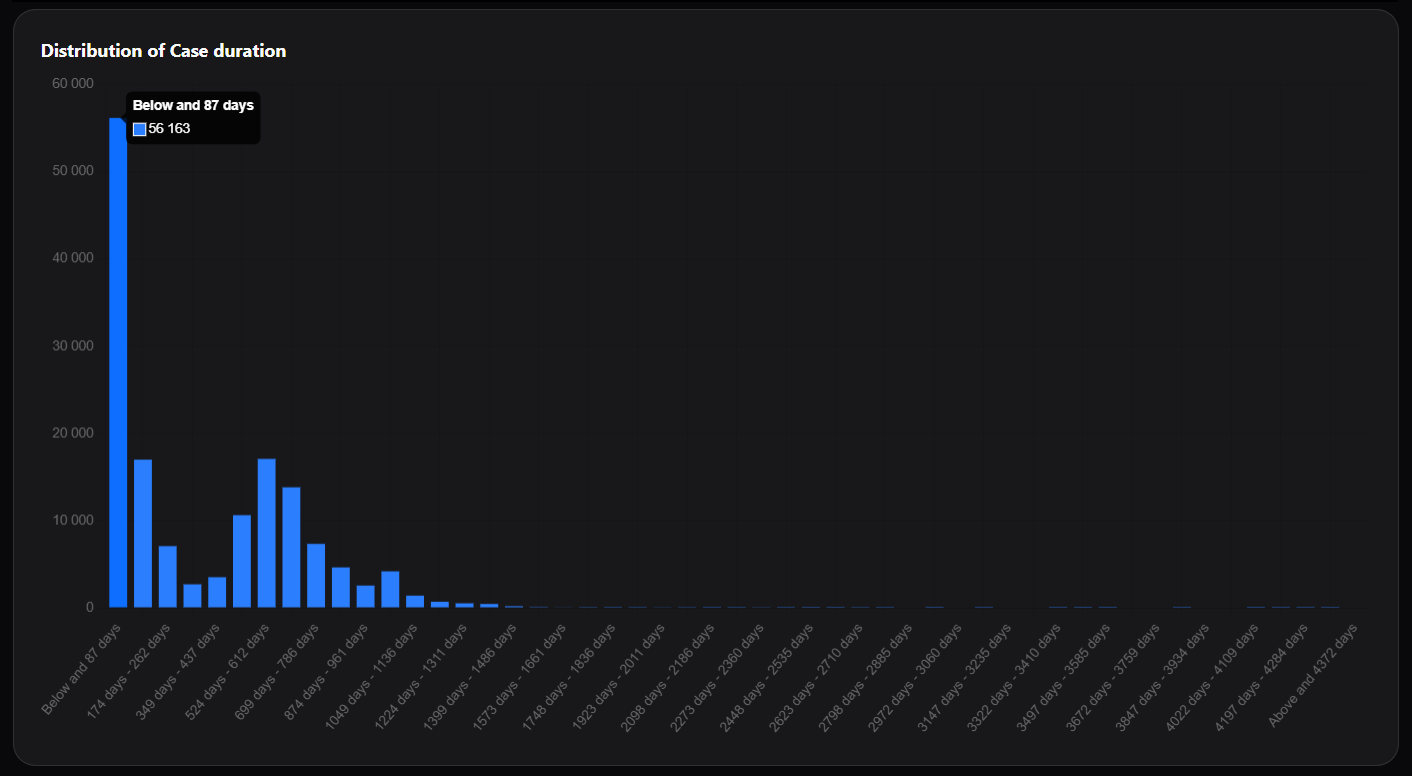 Distribution of Case duration
60 000
Below and 87 days
56 163
50 000
40 000
30 000
20 000
10 000
0
Below and 87 days
174 days - 262 days
349 days - 437 days
524 days - 612 days
699 days - 786 days
874 days - 961 days
1049 days - 1136 days
1224 days - 1311 days
1399 days - 1486 days
1573 days - 1661 days
1748 days - 1836 days
1923 days - 2011 days
2098 days - 2186 days
2273 days - 2360 days
2448 days - 2535 days
2623 days - 2710 days
2798 days - 2885 days
2972 days - 3060 days
3147 days - 3235 days
3322 days - 3410 days
3497 days - 3585 days
3672 days - 3759 days
3847 days - 3934 days
4022 days - 4109 days
4197 days - 4284 days
Above and 4372 days